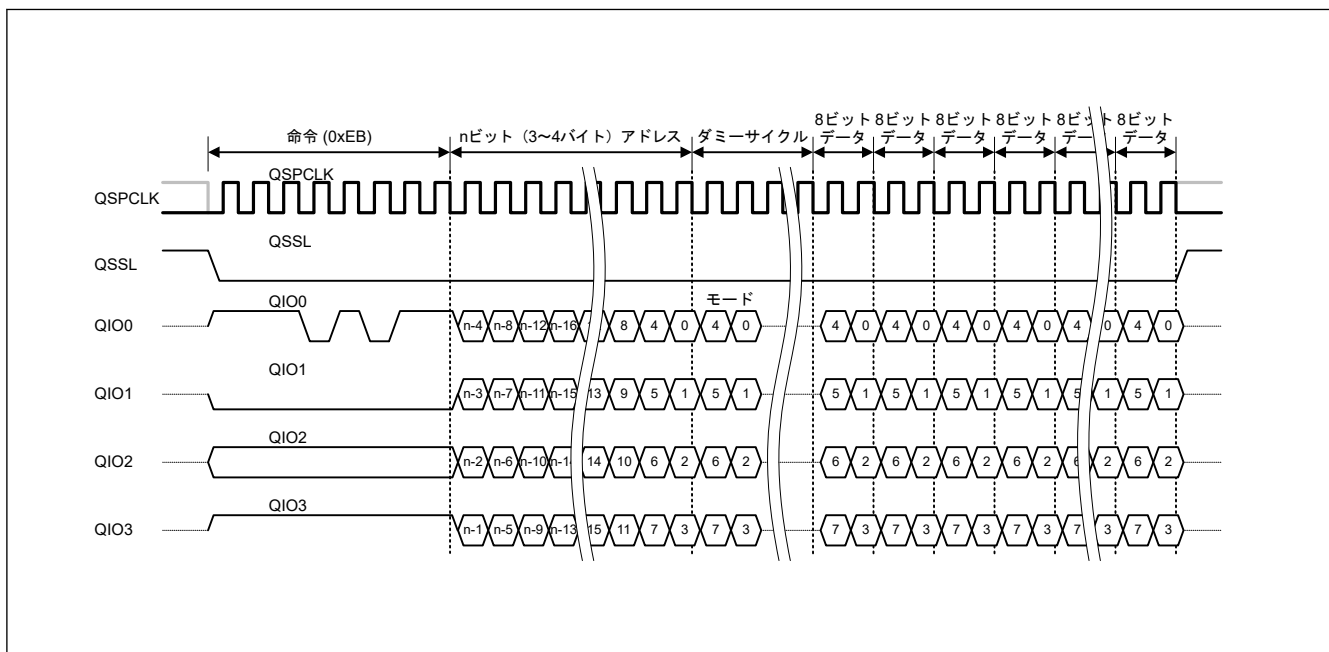 8ビット 8ビット 8ビット 8ビット 8ビット 8ビット
命令 (0xEB) nビット（3～4バイト）アドレス ダミーサイクル データ データ データ データ データ データ
QSPCLK
QSPCLK
QSSL
QSSL
モード
QIO0
QIO0 n-4 n-8 n-12 n-16 8 4 0 4 0 4 0 4 0 4 0 4 0 4 0 4 0
QIO1
QIO1 n-3 n-7 n-11 n-15 13 9 5 1 5 1 5 1 5 1 5 1 5 1 5 1 5 1
QIO2
QIO2 n-2 n-6 n-10 n-14 14 10 6 2 6 2 6 2 6 2 6 2 6 2 6 2 6 2
QIO3
QIO3 n-1 n-5 n-9 n-13 15 11 7 3 7 3 7 3 7 3 7 3 7 3 7 3 7 3